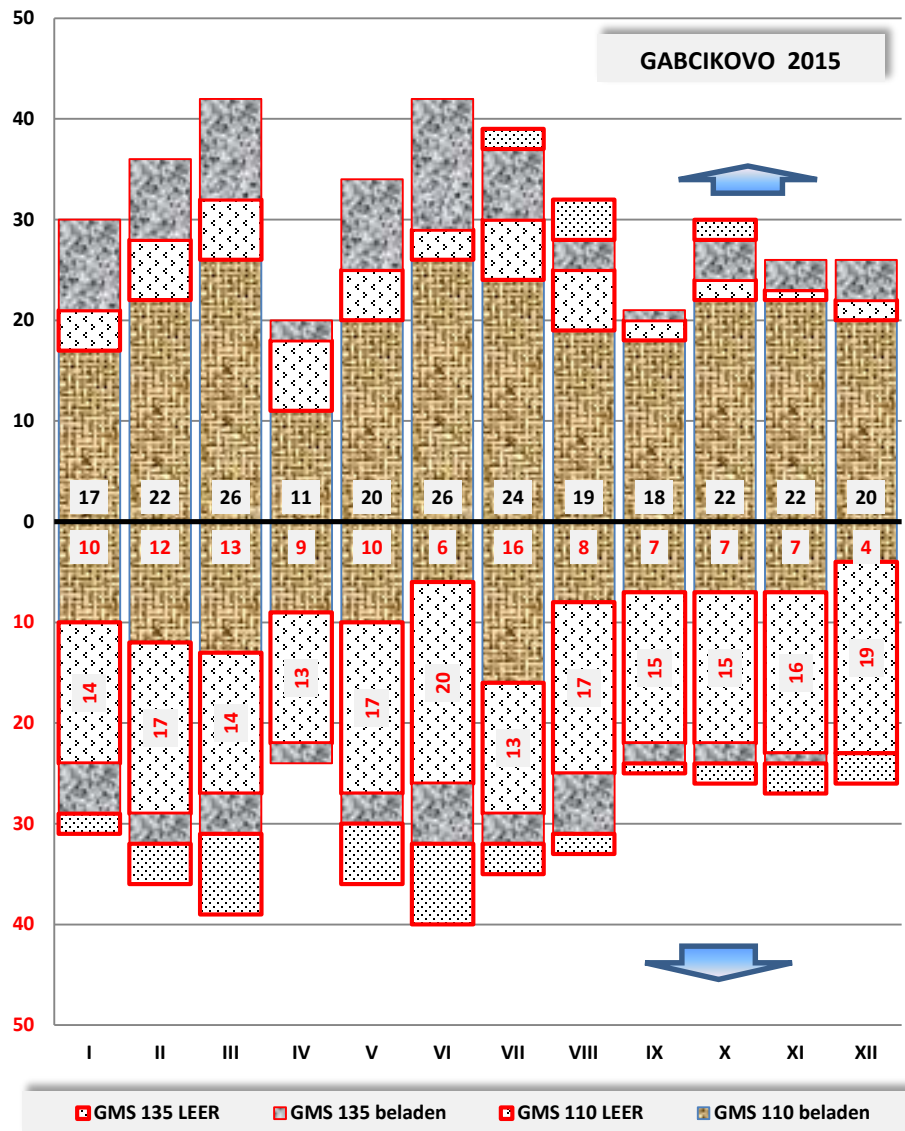 50
GABCIKOVO 2015
40
30
20
10
17 22 26 11 20 26 24 19 18 22 22 20
0
10 12 13 9 10 6 16 8 7 7 7 4
10
14 17 14 13 17 20 13 17 15 15 16 19
20
30
40
50
I II III IV V VI VII VIII IX X XI XII
GMS 135 LEER GMS 135 beladen GMS 110 LEER GMS 110 beladen